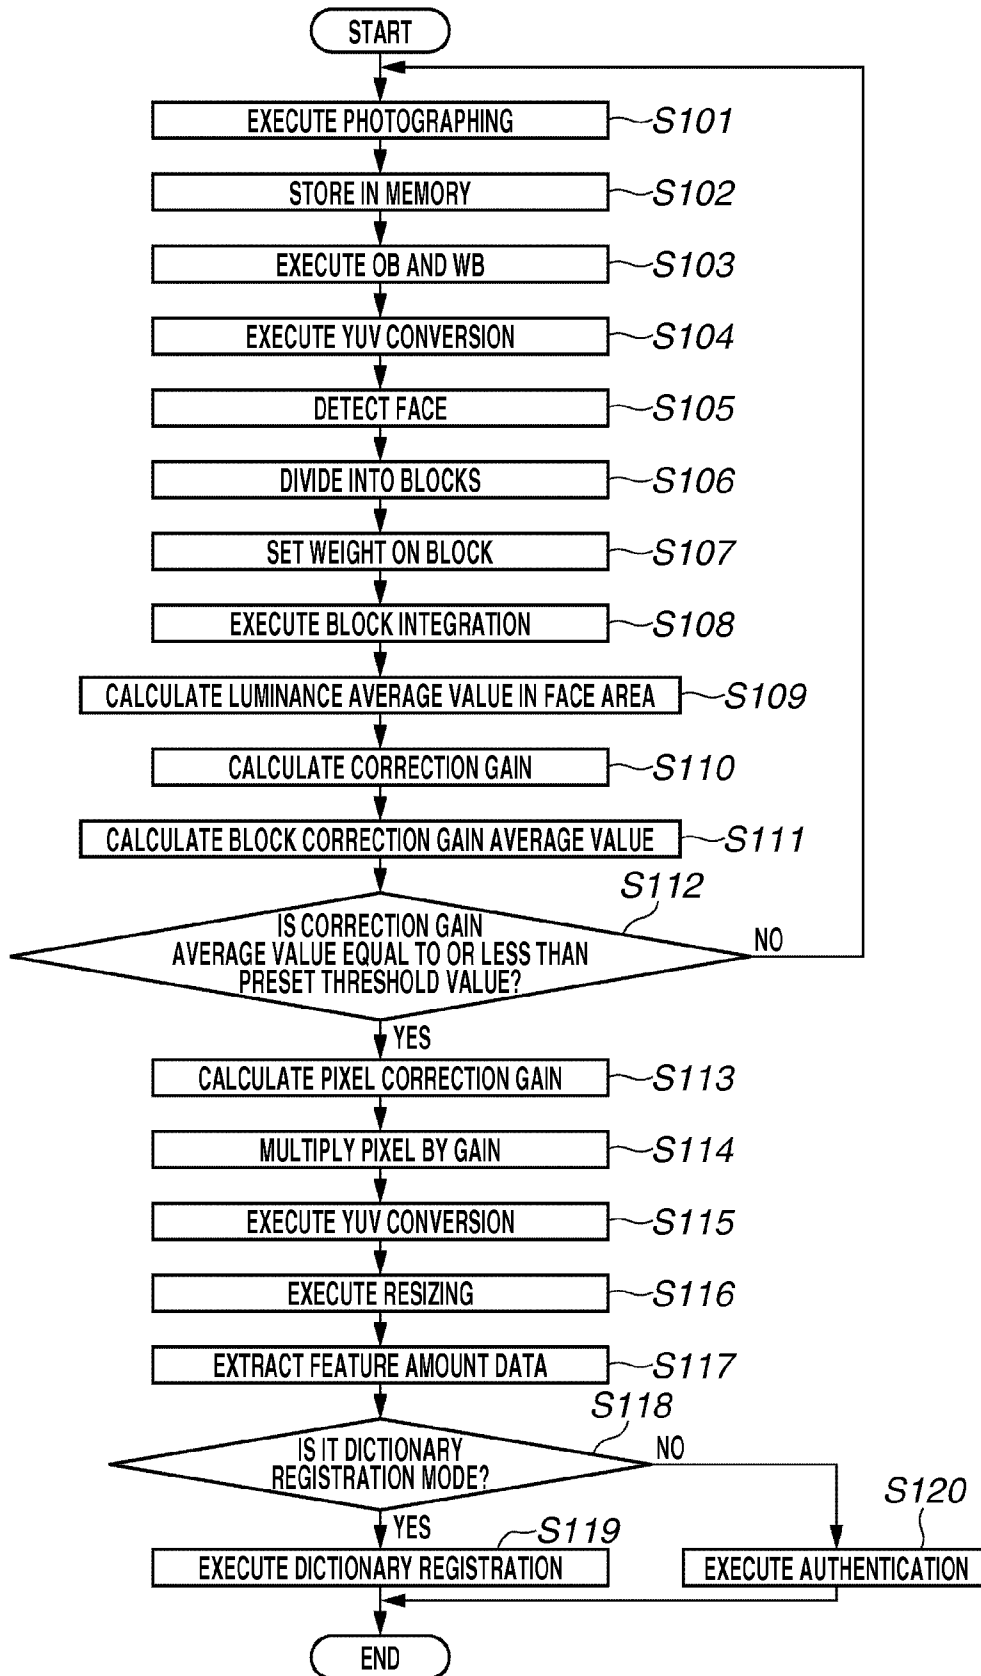 START
EXECUTE PHOTOGRAPHING
S101
STORE IN MEMORY
S102
EXECUTE OB AND WB
S103
EXECUTE YUV CONVERSION
S104
DETECT FACE
S105
DIVIDE INTO BLOCKS
S106
SET WEIGHT ON BLOCK
S107
EXECUTE BLOCK INTEGRATION
S108
CALCULATE LUMINANCE AVERAGE VALUE IN FACE AREA
S109
CALCULATE CORRECTION GAIN
S110
CALCULATE BLOCK CORRECTION GAIN AVERAGE VALUE
S111
S112
IS CORRECTION GAIN
AVERAGE VALUE EQUAL TO OR LESS THAN
PRESET THRESHOLD VALUE?
NO
YES
CALCULATE PIXEL CORRECTION GAIN
S113
MULTIPLY PIXEL BY GAIN
S114
EXECUTE YUV CONVERSION
S115
EXECUTE RESIZING
S116
EXTRACT FEATURE AMOUNT DATA
S117
S118
IS IT DICTIONARY
REGISTRATION MODE?
NO
YES
S119
EXECUTE DICTIONARY REGISTRATION
S120
EXECUTE AUTHENTICATION
END